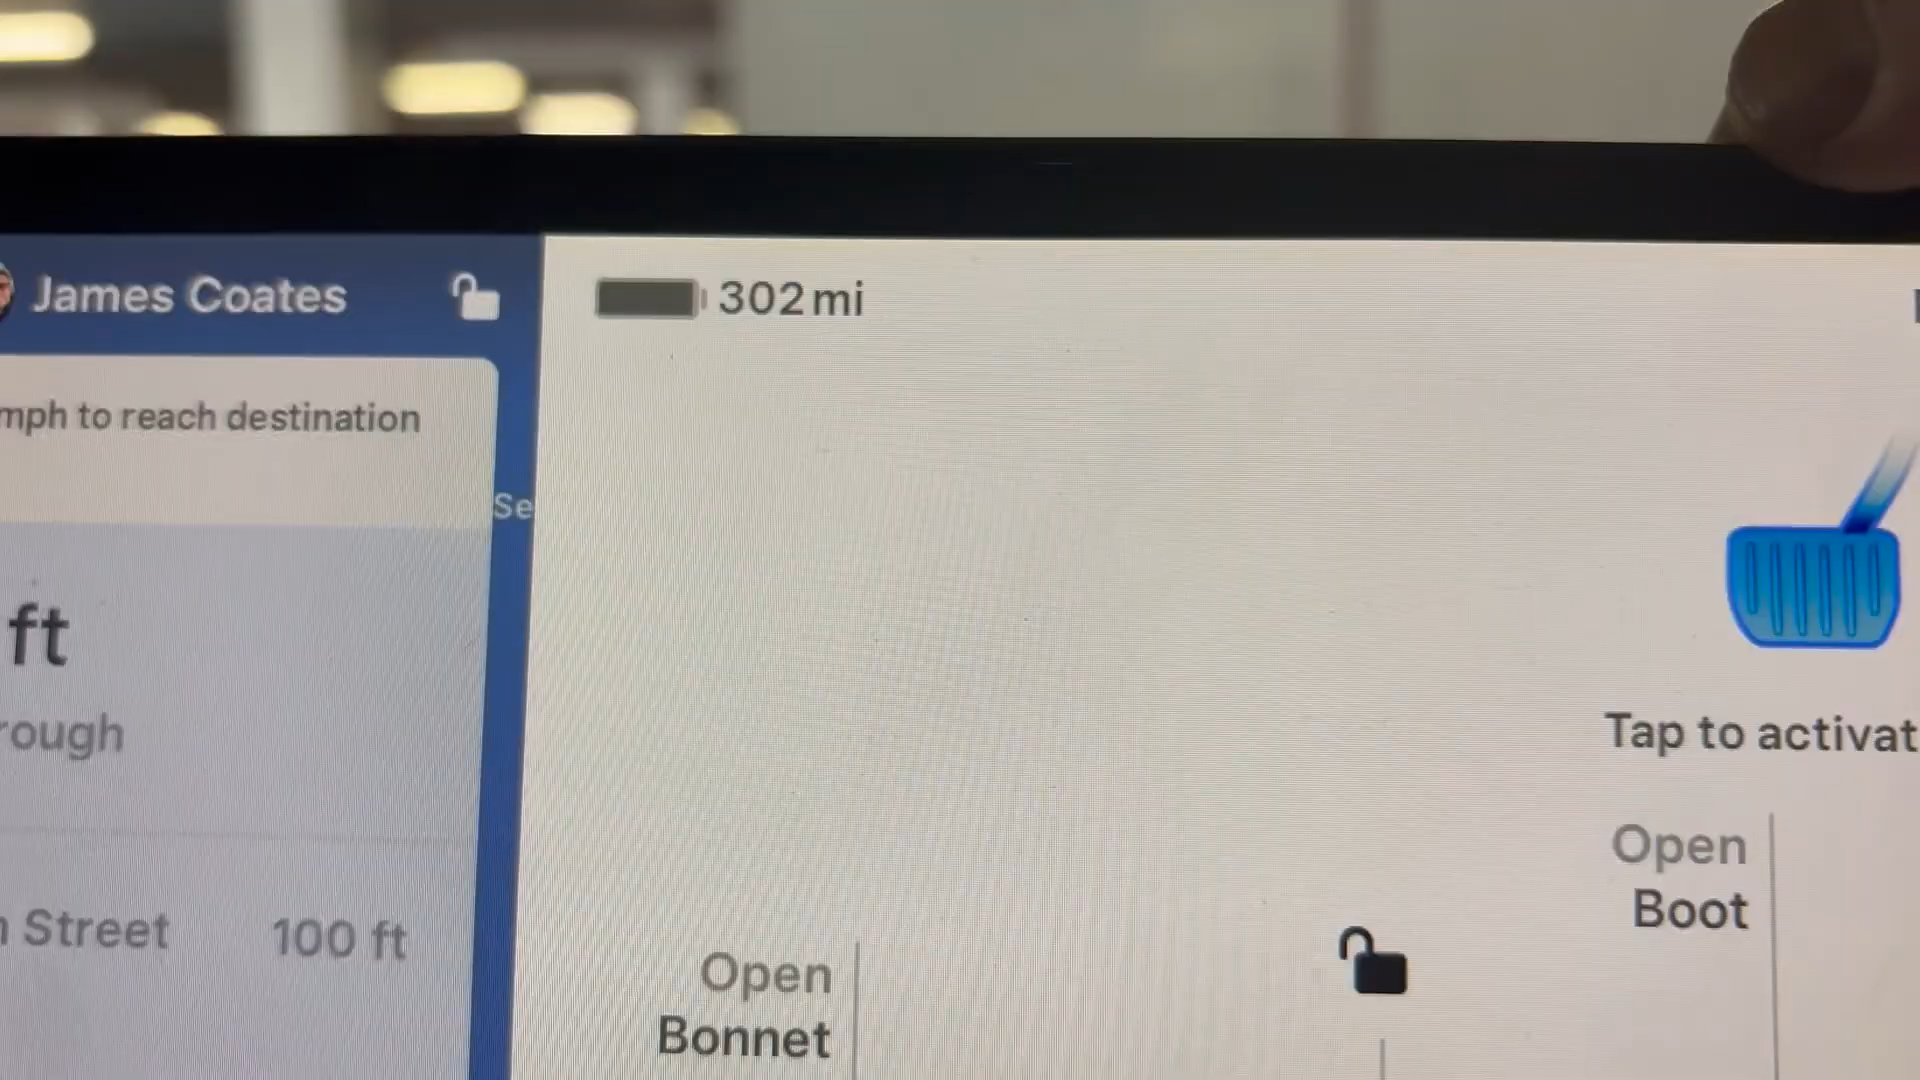 James Coates
302 mi
mph to reach destination
Se
ft
rough
Tap to activat
Open
Boot
Street
100 ft
Open
Bonnet